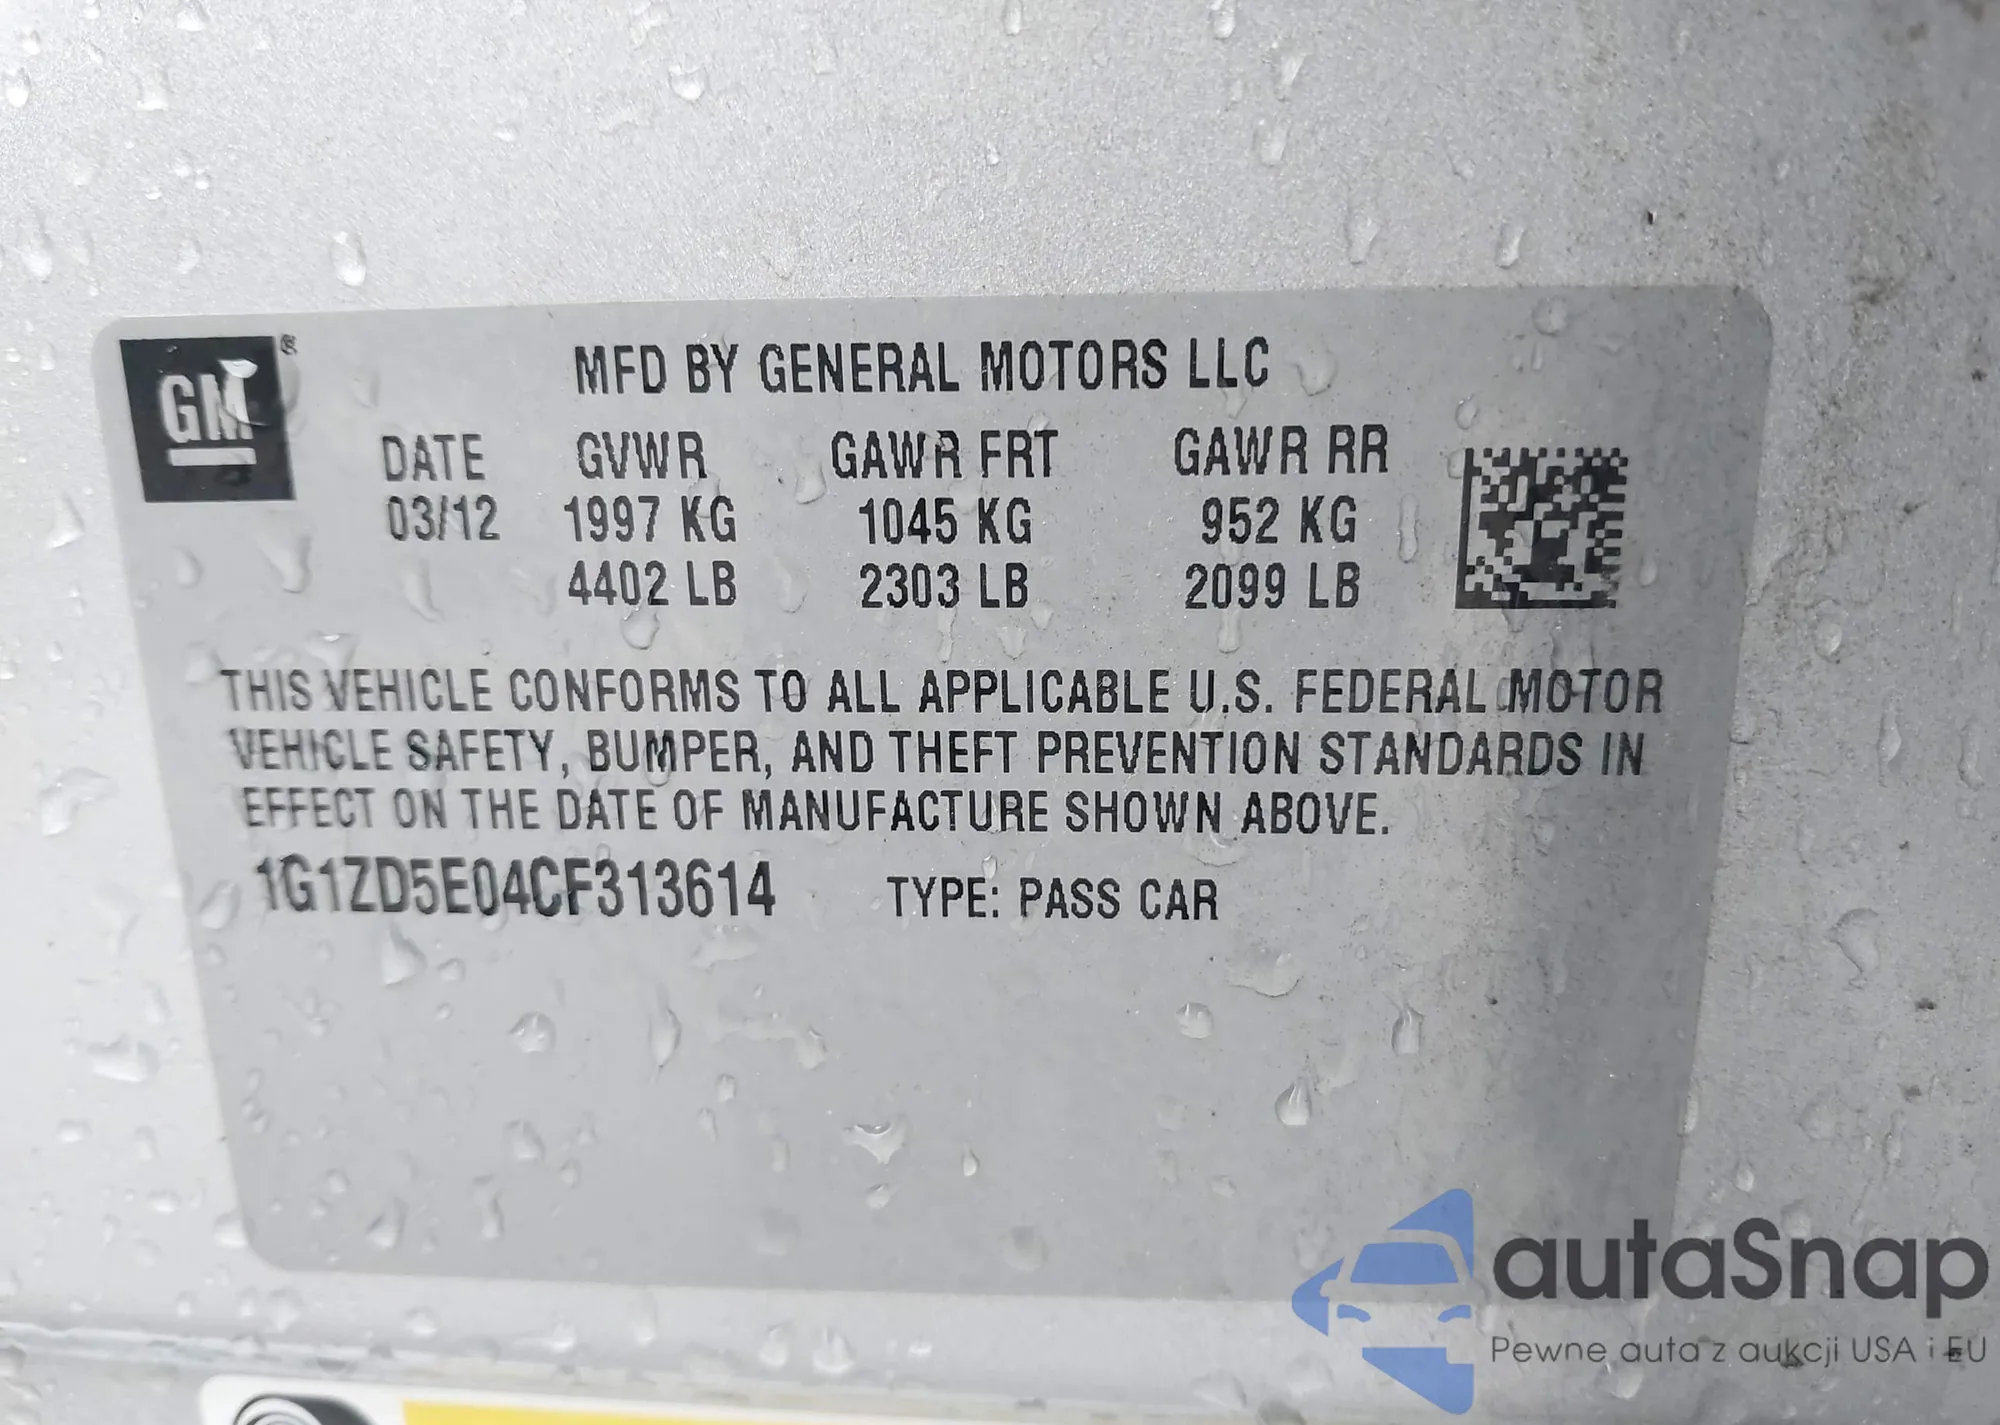 GM®
MFD BY GENERAL MOTORS LLC
DATE GVWR GAWR FRT GAWR RR
03/12 1997 KG 1045 KG 952 KG
4402 LB 2303 LB 2099 LB
THIS VEHICLE CONFORMS TO ALL APPLICABLE U.S. FEDERAL MOTOR
VEHICLE SAFETY, BUMPER, AND THEFT PREVENTION STANDARDS IN
EFFECT ON THE DATE OF MANUFACTURE SHOWN ABOVE.
1G1ZD5E04CF313614 TYPE: PASS CAR
autaSnap
Pewne auta z aukcji USA i EU